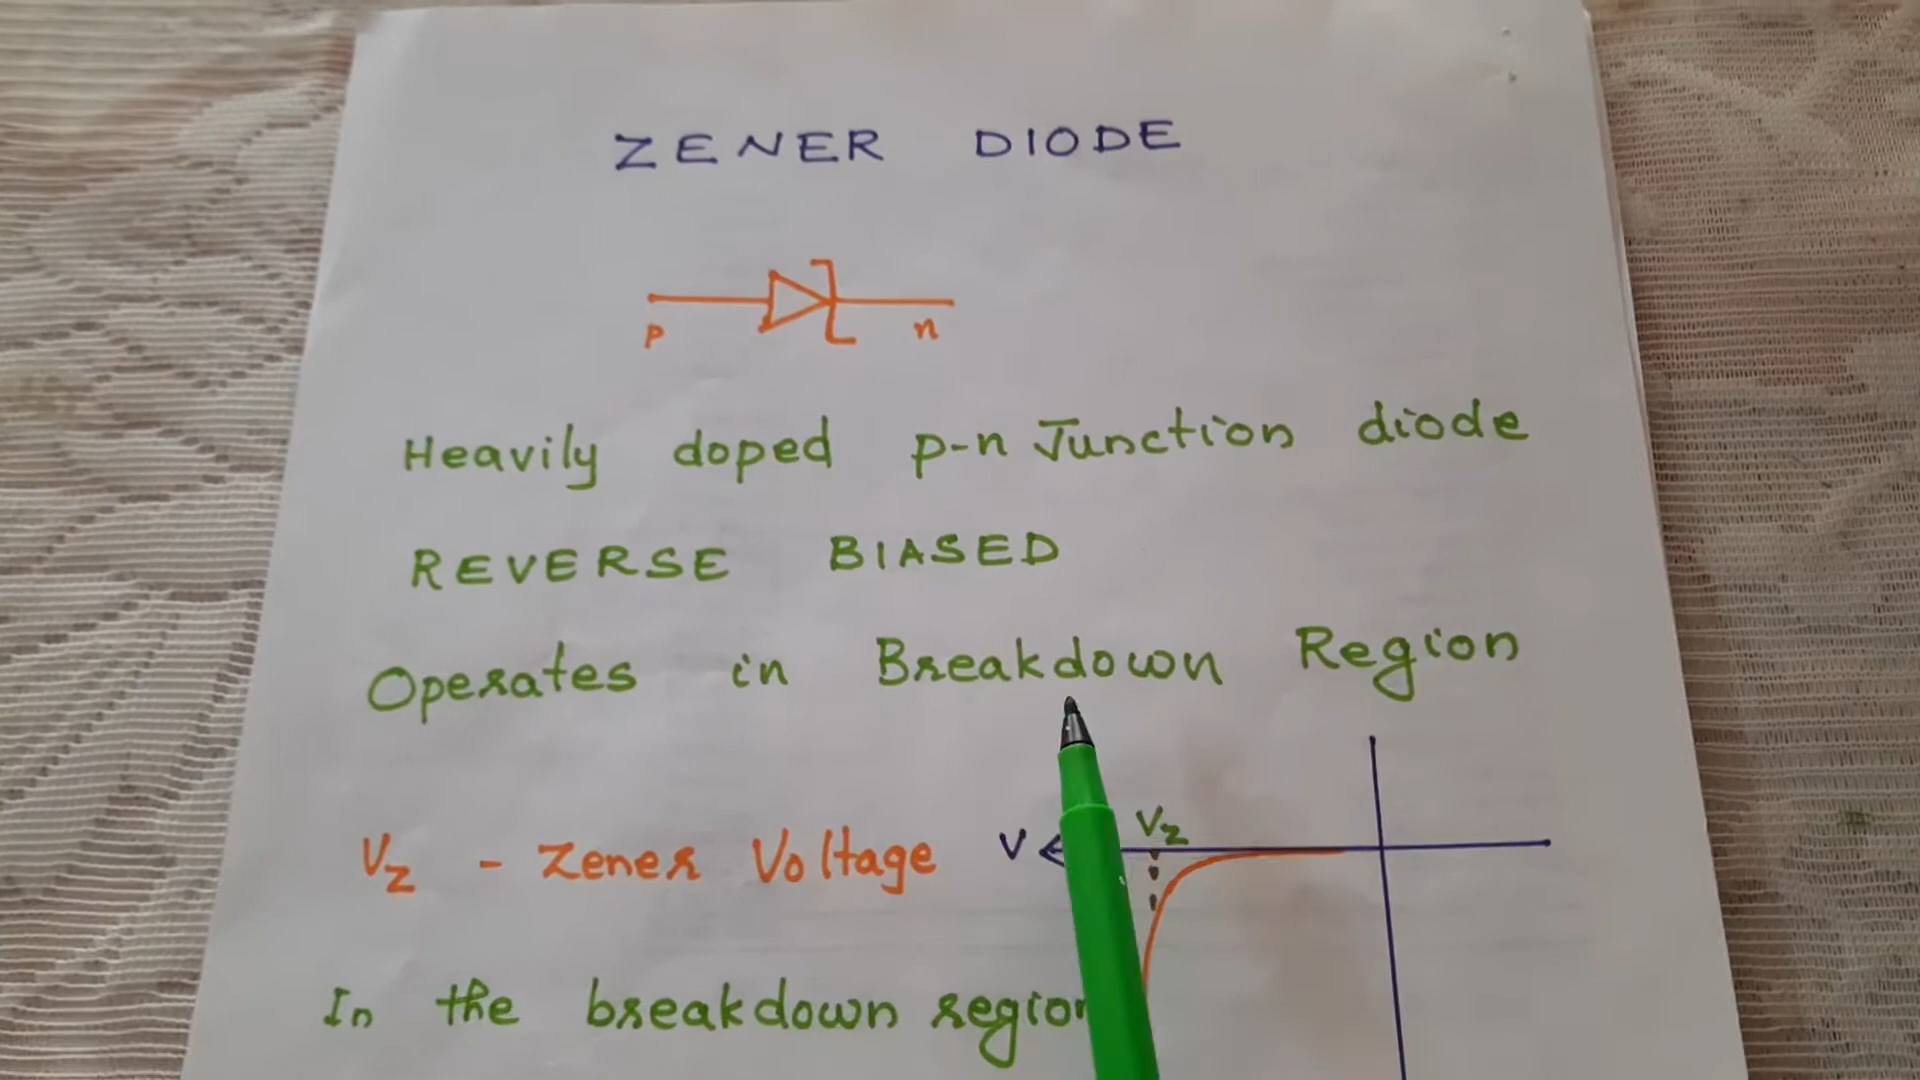 ZENER DIODE
p n
Heavily doped p-n Junction diode
REVERSE BIASED
Operates in Breakdown Region
Vz
Vz - Zener Voltage V
In the breakdown region